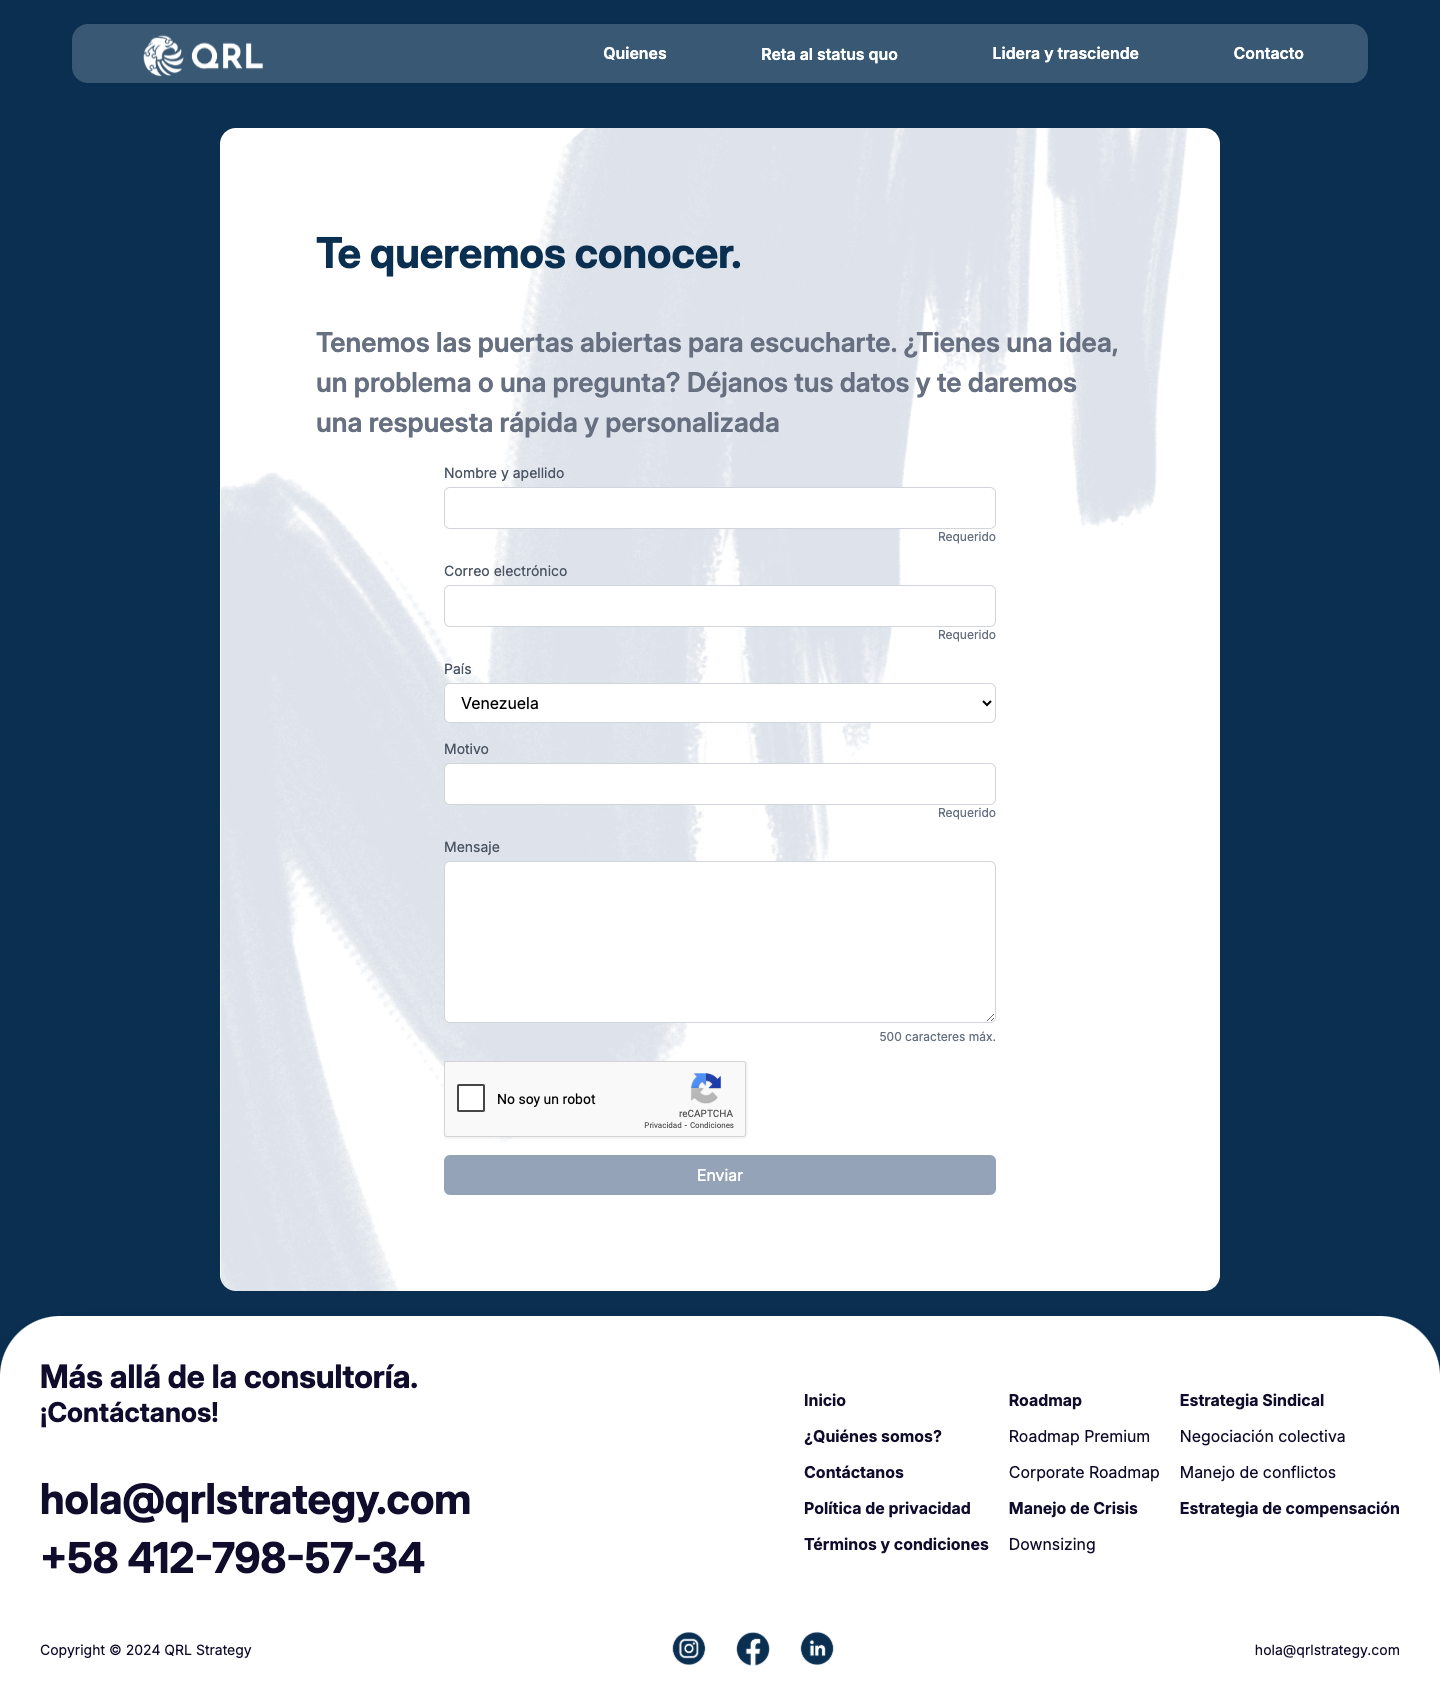 QRL
Quienes
Reta al status quo
Lidera y trasciende
Contacto
Te queremos conocer.
Tenemos las puertas abiertas para escucharte. ¿Tienes una idea,
un problema o una pregunta? Déjanos tus datos y te daremos
una respuesta rápida y personalizada
Nombre y apellido
Requerido
Correo electrónico
Requerido
País
Venezuela
Motivo
Requerido
Mensaje
500 caracteres máx.
No soy un robot
reCAPTCHA
Privacidad - Condiciones
Enviar
Más allá de la consultoría.
¡Contáctanos!
hola@qrlstrategy.com
+58 412-798-57-34
Inicio
¿Quiénes somos?
Contáctanos
Política de privacidad
Términos y condiciones
Roadmap
Roadmap Premium
Corporate Roadmap
Manejo de Crisis
Downsizing
Estrategia Sindical
Negociación colectiva
Manejo de conflictos
Estrategia de compensación
Copyright © 2024 QRL Strategy
hola@qrlstrategy.com